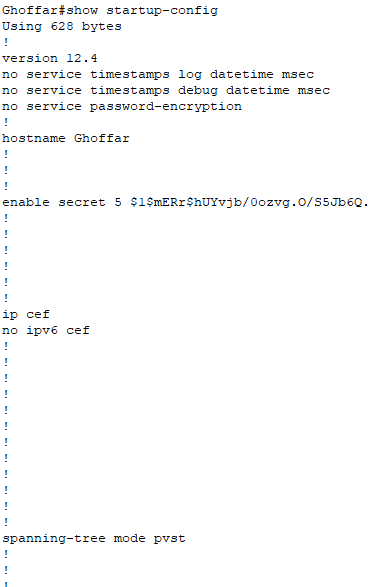 Ghoffar#show startup-config
Using 628 bytes
!
version 12.4
no service timestamps log datetime msec
no service timestamps debug datetime msec
no service password-encryption
!
hostname Ghoffar
!
!
!
enable secret 5 $1$mERr$hUYvjb/0ozvg.O/S5Jb6Q.
!
!
!
!
!
!
ip cef
no ipv6 cef
!
!
!
!
!
!
!
!
!
!
!
!
spanning-tree mode pvst
!
!
!